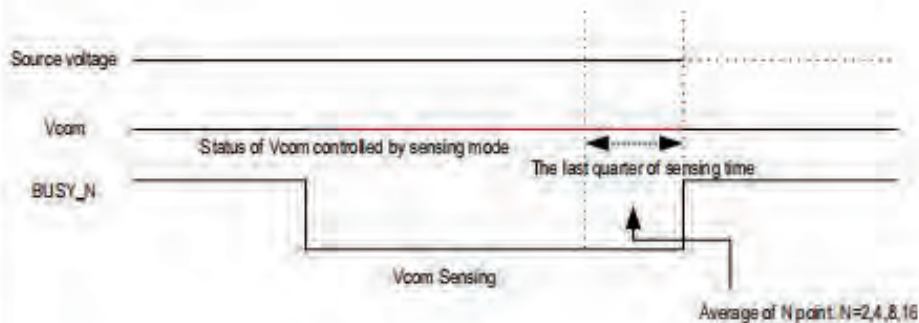 Source voltage
Vcom
Status of Vcom controlled by sensing mode
The last quarter of sensing time
BUSY_N
Vcom Sensing
Average of N point. N=2,4,8,16